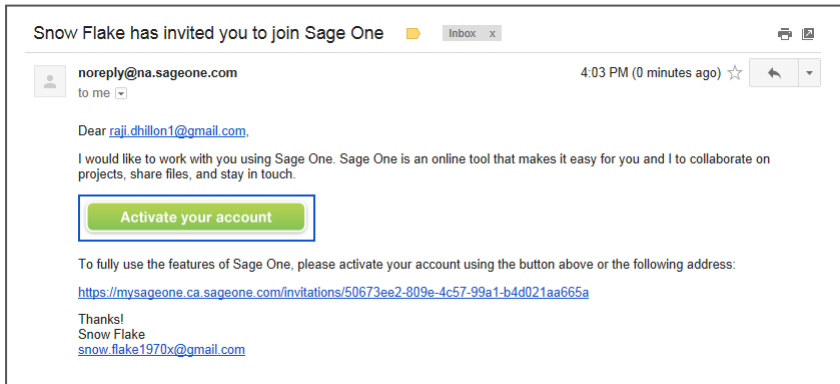 Snow Flake has invited you to join Sage One
Inbox x
noreply@na.sageone.com
4:03 PM (0 minutes ago)
to me
Dear raji.dhillon1@gmail.com,
I would like to work with you using Sage One. Sage One is an online tool that makes it easy for you and I to collaborate on
projects, share files, and stay in touch.
Activate your account
To fully use the features of Sage One, please activate your account using the button above or the following address:
https://mysageone.ca.sageone.com/invitations/50673ee2-809e-4c57-99a1-b4d021aa665a
Thanks!
Snow Flake
snow.flake1970x@gmail.com